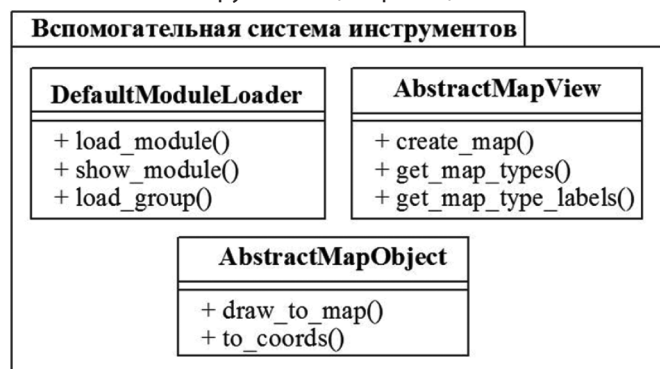 Вспомогательная система инструментов
DefaultModuleLoader
+ load_module()
+ show_module()
+ load_group()
AbstractMapView
+ create_map()
+ get_map_types()
+ get_map_type_labels()
AbstractMapObject
+ draw_to_map()
+ to_coords()